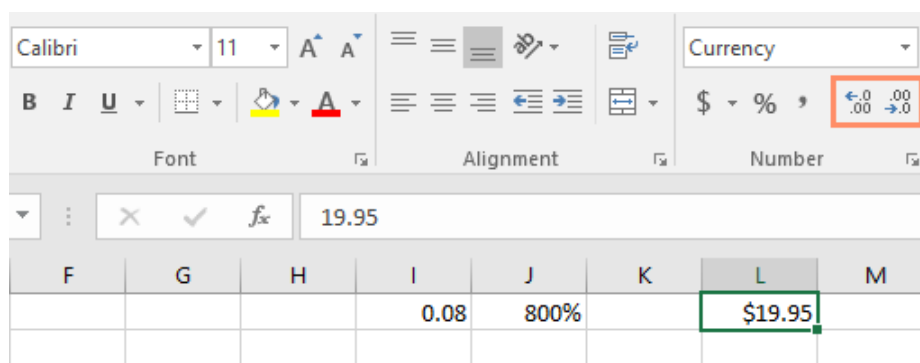 Calibri 11 A A Currency
B I U A $ % , .0 .00 .00 .0
Font Alignment Number
fx 19.95
F G H I J K L M
0.08 800% $19.95